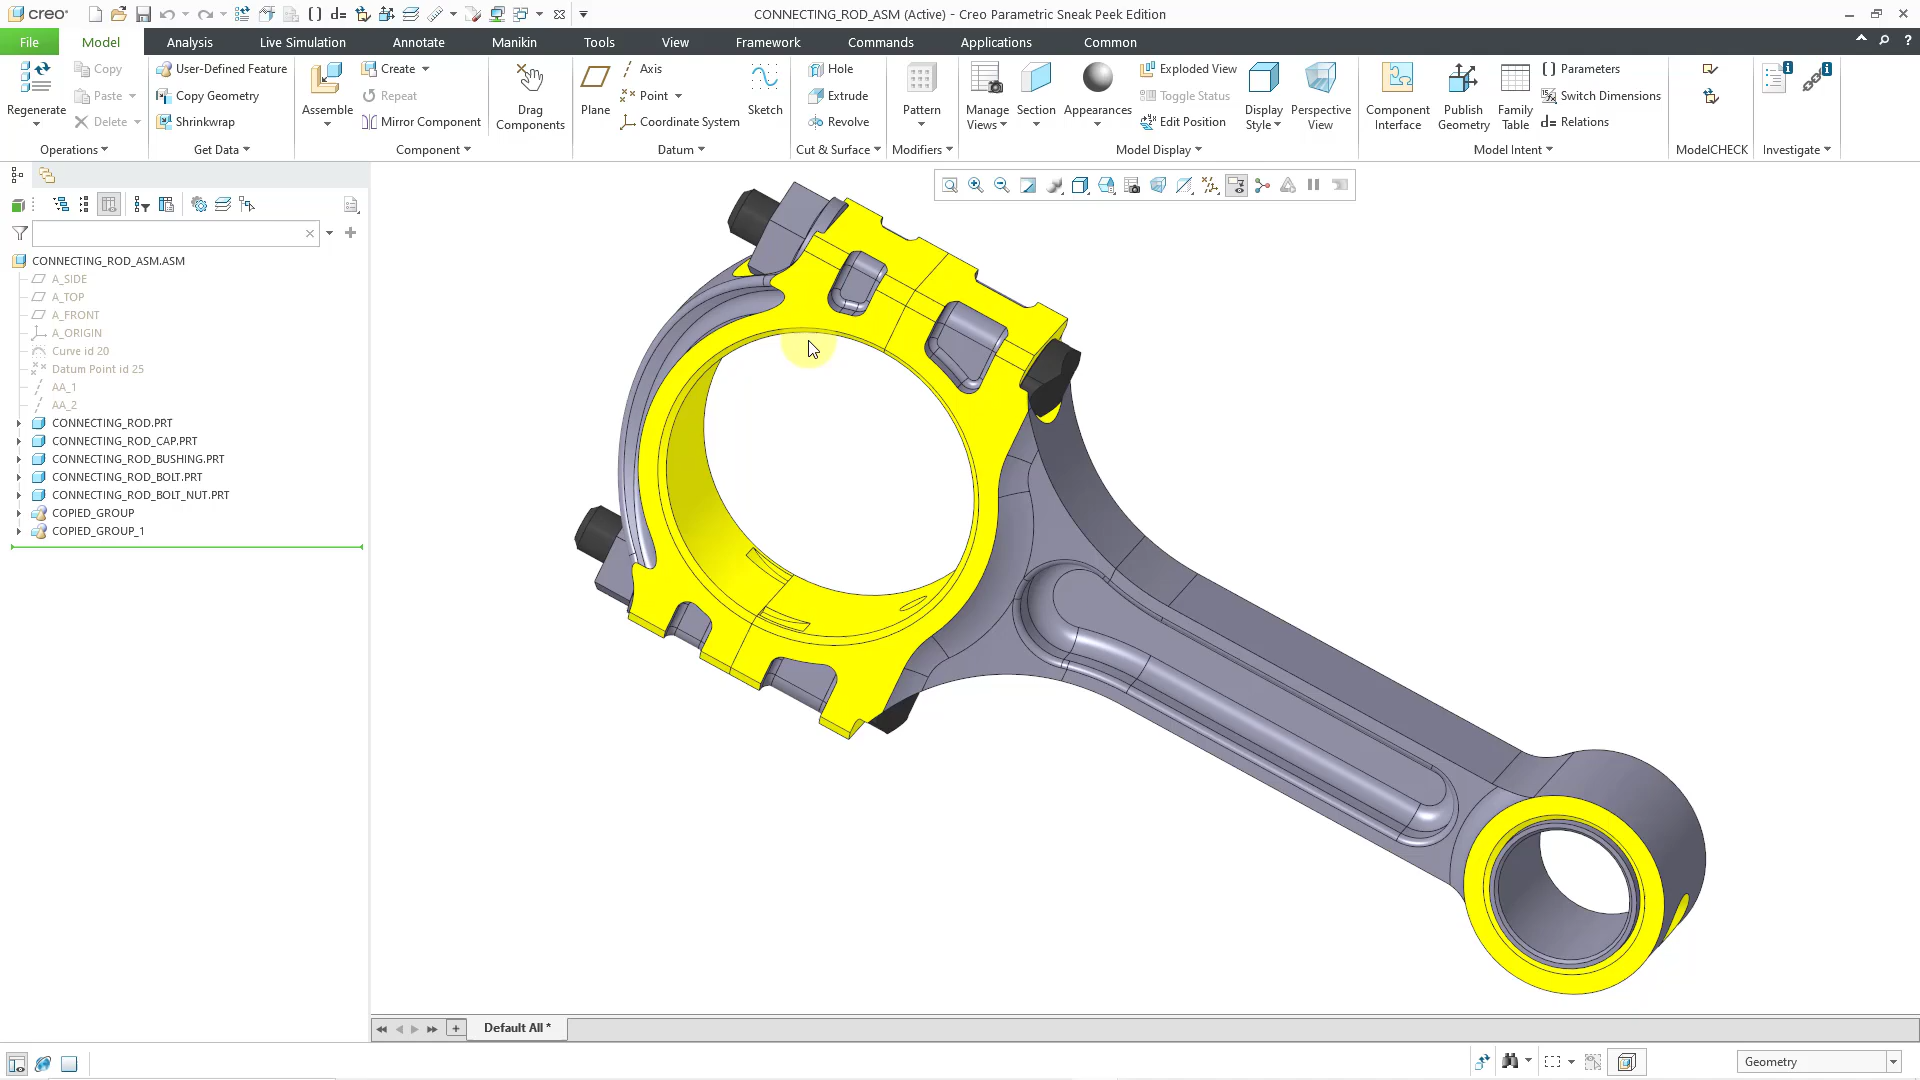 creo
CONNECTING_ROD_ASM (Active) - Creo Parametric Sneak Peek Edition
File Model Analysis Live Simulation Annotate Manikin Tools View Framework Commands Applications Common
Regenerate
Copy
Paste
Delete
Operations
User-Defined Feature
Copy Geometry
Shrinkwrap
Get Data
Assemble
Create
Repeat
Mirror Component
Component
Drag
Components
Plane
Axis
Point
Coordinate System
Sketch
Datum
Hole
Extrude
Revolve
Cut & Surface
Pattern
Modifiers
Manage
Views
Section
Appearances
Exploded View
Toggle Status
Edit Position
Display
Style
Perspective
View
Model Display
Component
Interface
Publish
Geometry
Family
Table
Parameters
Switch Dimensions
d= Relations
Model Intent
ModelCHECK
Investigate
CONNECTING_ROD_ASM.ASM
A_SIDE
A_TOP
A_FRONT
A_ORIGIN
Curve id 20
Datum Point id 25
AA_1
AA_2
CONNECTING_ROD.PRT
CONNECTING_ROD_CAP.PRT
CONNECTING_ROD_BUSHING.PRT
CONNECTING_ROD_BOLT.PRT
CONNECTING_ROD_BOLT_NUT.PRT
COPIED_GROUP
COPIED_GROUP_1
Default All *
Geometry